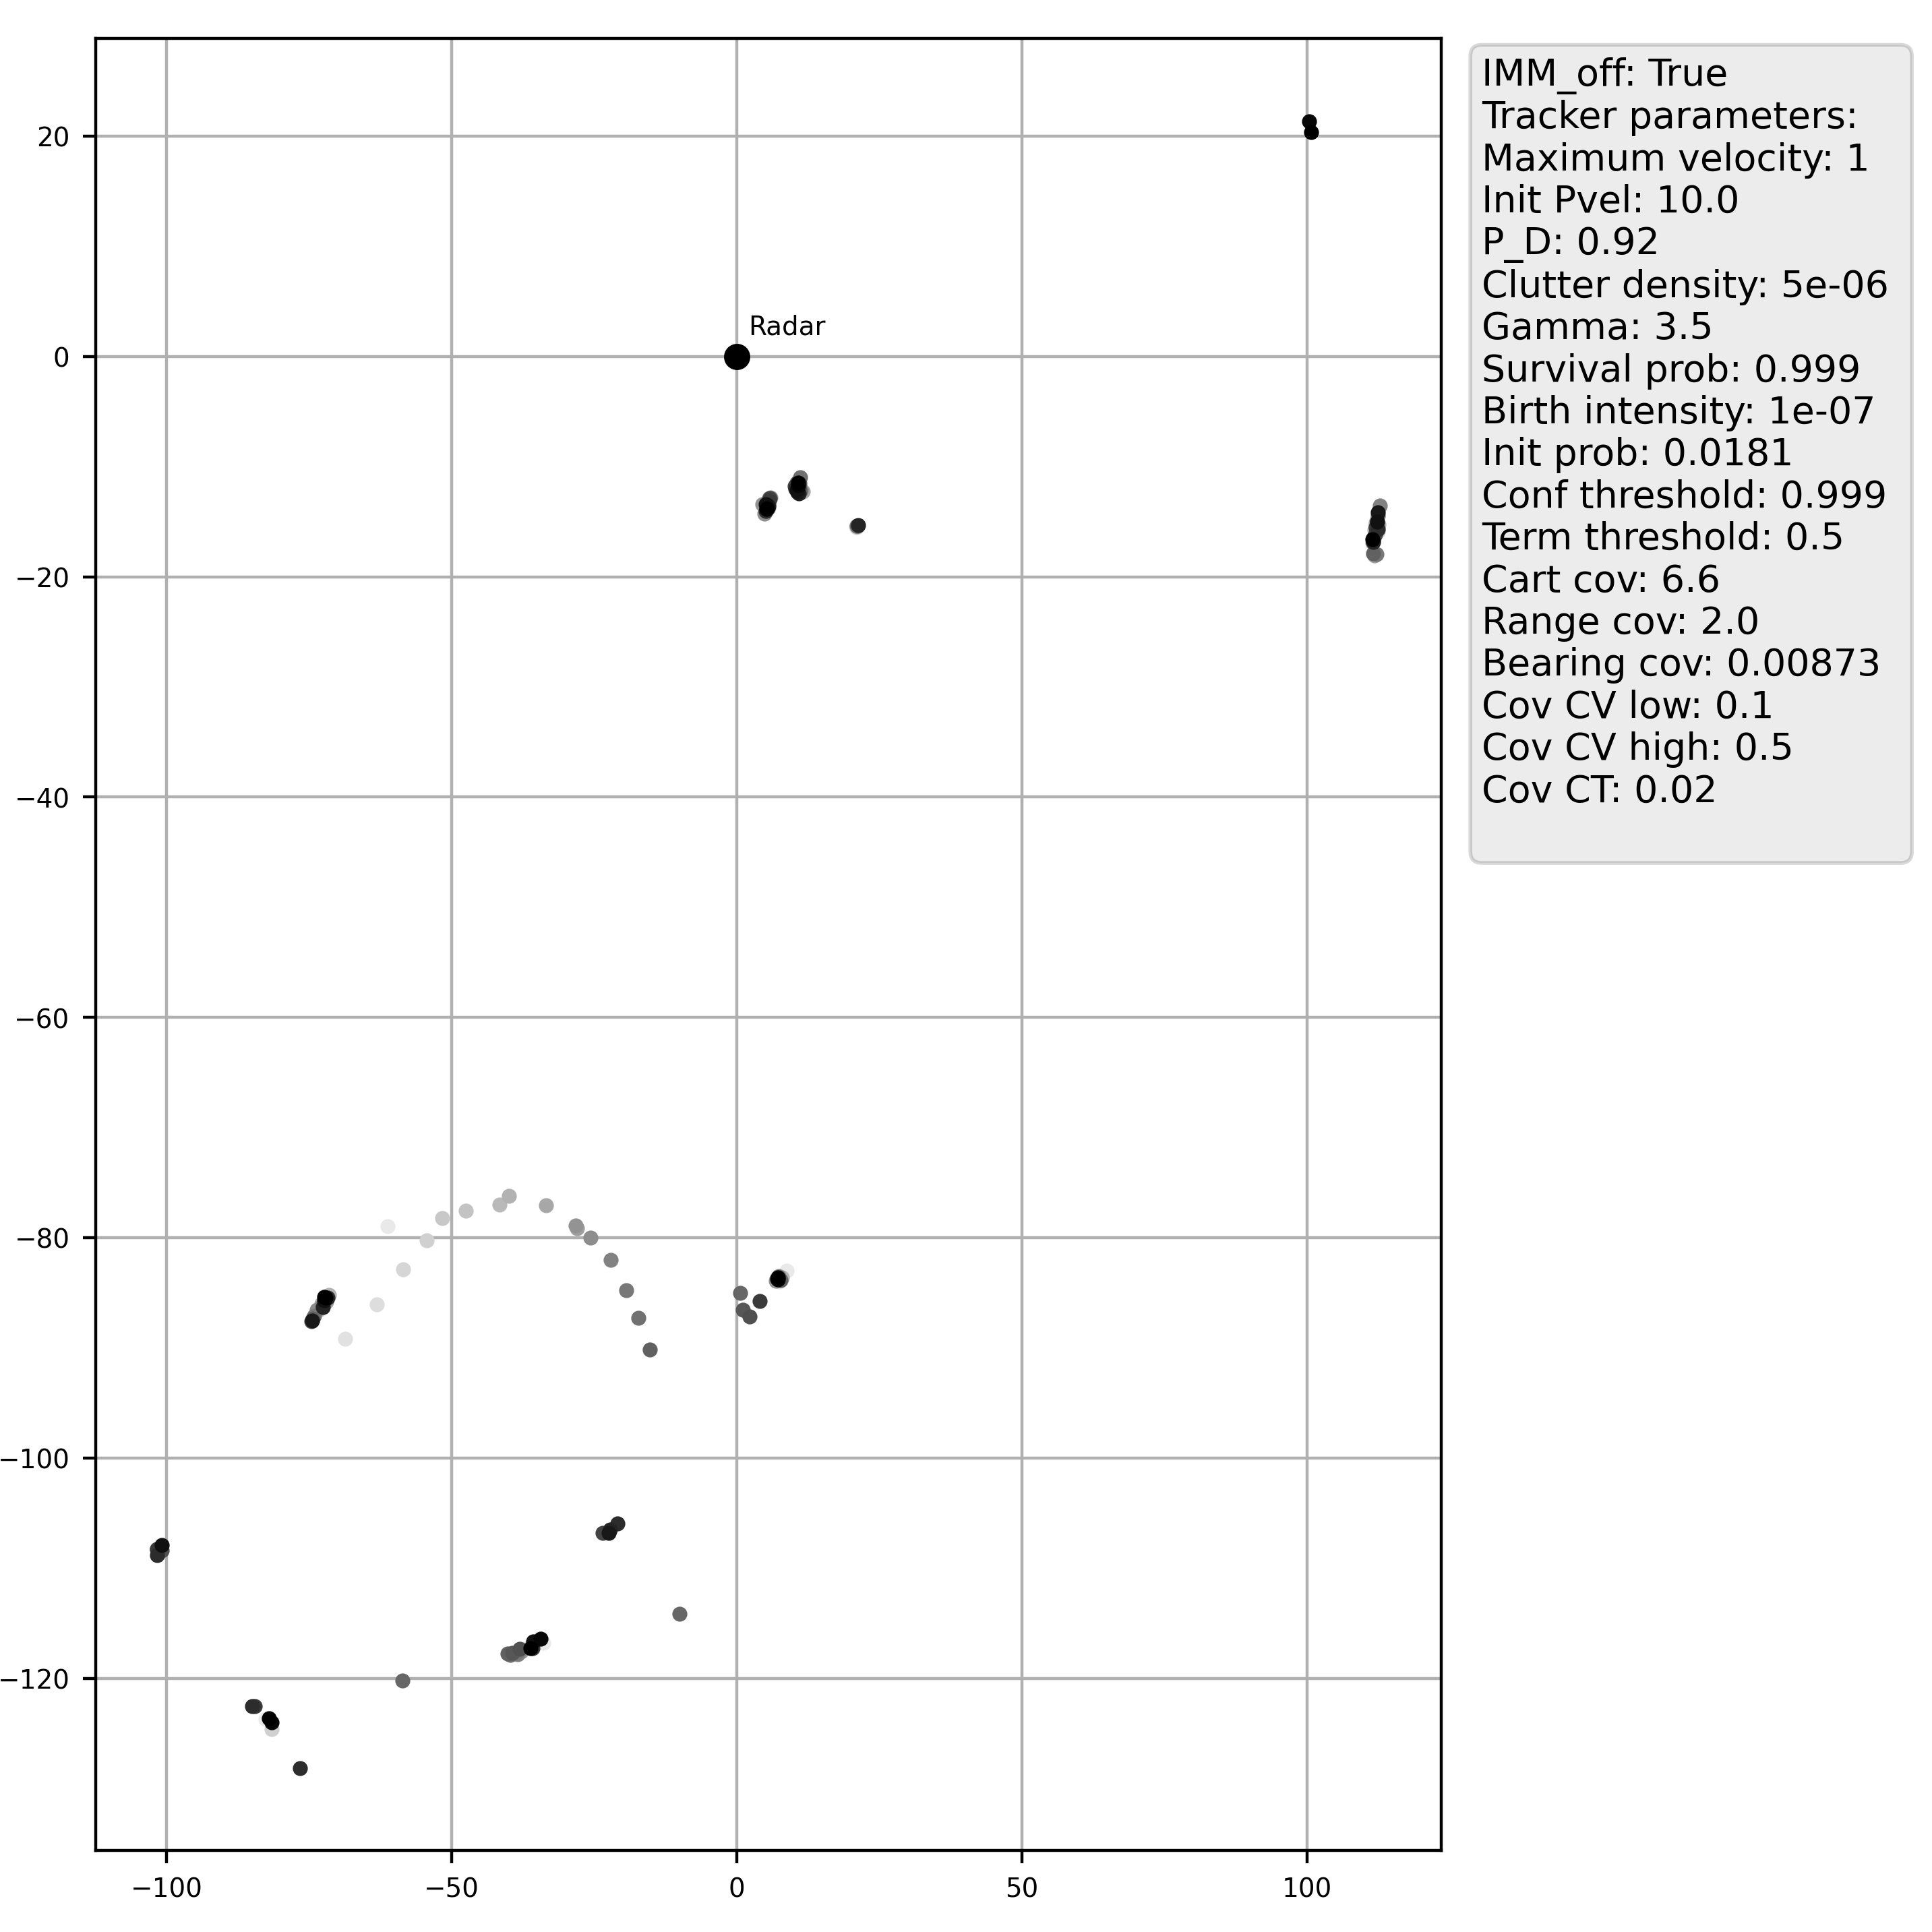 IMM_off: True
Tracker parameters:
Maximum velocity: 1
Init Pvel: 10.0
P_D: 0.92
Clutter density: 5e-06
Gamma: 3.5
Survival prob: 0.999
Birth intensity: 1e-07
Init prob: 0.0181
Conf threshold: 0.999
Term threshold: 0.5
Cart cov: 6.6
Range cov: 2.0
Bearing cov: 0.00873
Cov CV low: 0.1
Cov CV high: 0.5
Cov CT: 0.02
Radar
20
0
−20
−40
−60
−80
−100
−120
−100
−50
0
50
100